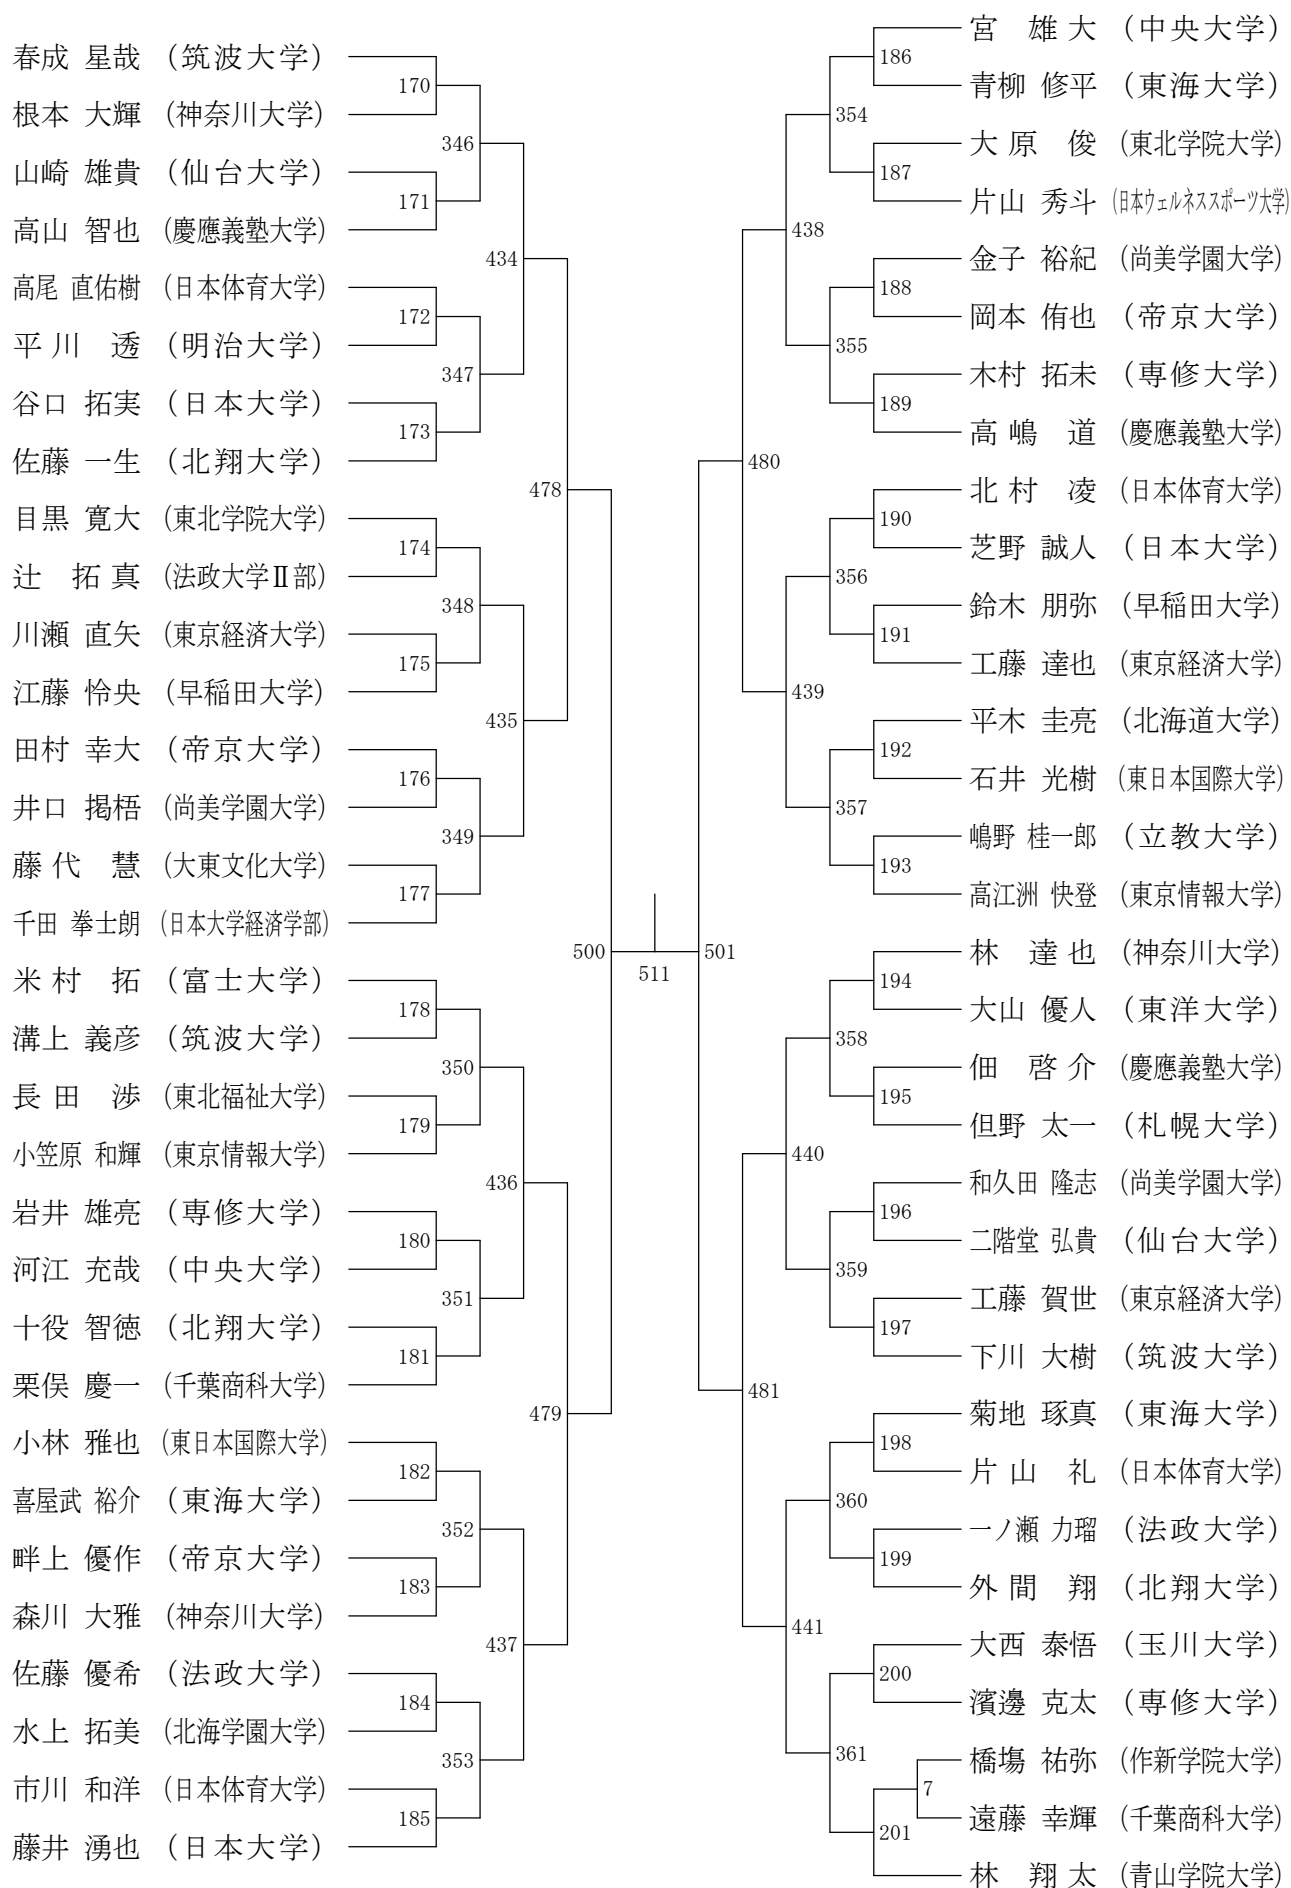 春成 星哉 (筑波大学)
根本 大輝 (神奈川大学)
山崎 雄貴 (仙台大学)
高山 智也 (慶應義塾大学)
高尾 直佑樹 (日本体育大学)
平川 透 (明治大学)
谷口 拓実 (日本大学)
佐藤 一生 (北翔大学)
目黒 寛大 (東北学院大学)
辻 拓真 (法政大学Ⅱ部)
川瀬 直矢 (東京経済大学)
江藤 怜央 (早稲田大学)
田村 幸大 (帝京大学)
井口 掲梧 (尚美学園大学)
藤代 慧 (大東文化大学)
千田 拳士朗 (日本大学経済学部)
米村 拓 (富士大学)
溝上 義彦 (筑波大学)
長田 渉 (東北福祉大学)
小笠原 和輝 (東京情報大学)
岩井 雄亮 (専修大学)
河江 充哉 (中央大学)
十役 智徳 (北翔大学)
栗俣 慶一 (千葉商科大学)
小林 雅也 (東日本国際大学)
喜屋武 裕介 (東海大学)
畔上 優作 (帝京大学)
森川 大雅 (神奈川大学)
佐藤 優希 (法政大学)
水上 拓美 (北海学園大学)
市川 和洋 (日本体育大学)
藤井 湧也 (日本大学)
170
171
172
173
174
175
176
177
178
179
180
181
182
183
184
185
346
347
348
349
350
351
352
353
434
435
436
437
478
479
500
511
501
480
481
438
439
440
441
354
355
356
357
358
359
360
361
186
187
188
189
190
191
192
193
194
195
196
197
198
199
200
201
7
宮 雄大 (中央大学)
青柳 修平 (東海大学)
大原 俊 (東北学院大学)
片山 秀斗 (日本ウェルネススポーツ大学)
金子 裕紀 (尚美学園大学)
岡本 侑也 (帝京大学)
木村 拓未 (専修大学)
高嶋 道 (慶應義塾大学)
北村 凌 (日本体育大学)
芝野 誠人 (日本大学)
鈴木 朋弥 (早稲田大学)
工藤 達也 (東京経済大学)
平木 圭亮 (北海道大学)
石井 光樹 (東日本国際大学)
嶋野 桂一郎 (立教大学)
高江洲 快登 (東京情報大学)
林 達也 (神奈川大学)
大山 優人 (東洋大学)
佃 啓介 (慶應義塾大学)
但野 太一 (札幌大学)
和久田 隆志 (尚美学園大学)
二階堂 弘貴 (仙台大学)
工藤 賀世 (東京経済大学)
下川 大樹 (筑波大学)
菊地 琢真 (東海大学)
片山 礼 (日本体育大学)
一ノ瀬 力瑠 (法政大学)
外間 翔 (北翔大学)
大西 泰悟 (玉川大学)
濱邊 克太 (専修大学)
橋場 祐弥 (作新学院大学)
遠藤 幸輝 (千葉商科大学)
林 翔太 (青山学院大学)